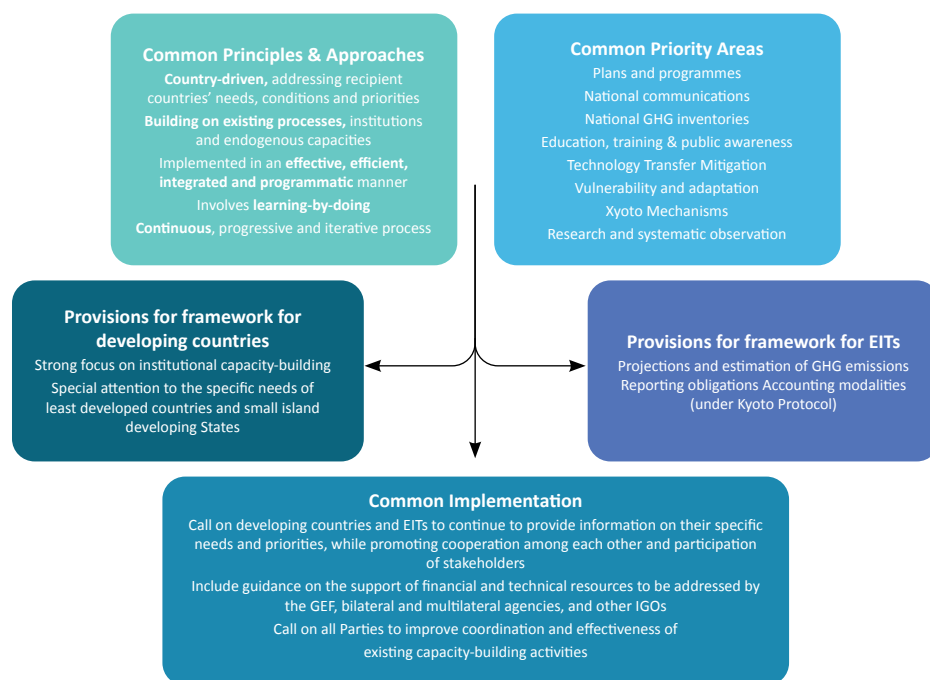 Common Principles & Approaches
Country-driven, addressing recipient
countries' needs, conditions and priorities
Building on existing processes, institutions
and endogenous capacities
Implemented in an effective, efficient,
integrated and programmatic manner
Involves learning-by-doing
Continuous, progressive and iterative process
Common Priority Areas
Plans and programmes
National communications
National GHG inventories
Education, training & public awareness
Technology Transfer Mitigation
Vulnerability and adaptation
Xyoto Mechanisms
Research and systematic observation
Provisions for framework for
developing countries
Strong focus on institutional capacity-building
Special attention to the specific needs of
least developed countries and small island
developing States
Provisions for framework for EITs
Projections and estimation of GHG emissions
Reporting obligations Accounting modalities
(under Kyoto Protocol)
Common Implementation
Call on developing countries and EITs to continue to provide information on their specific
needs and priorities, while promoting cooperation among each other and participation
of stakeholders
Include guidance on the support of financial and technical resources to be addressed by
the GEF, bilateral and multilateral agencies, and other IGOs
Call on all Parties to improve coordination and effectiveness of
existing capacity-building activities